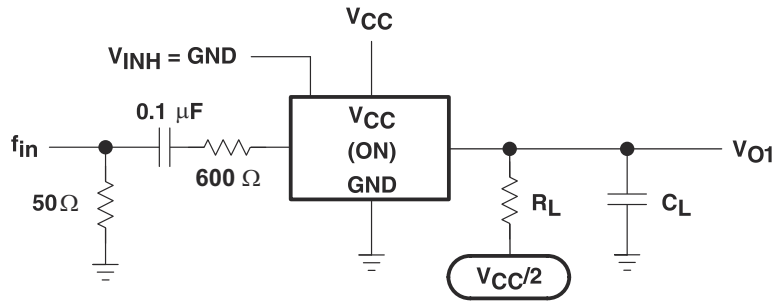 VCC
VINH = GND
0.1 μF
fin
600 Ω
50Ω
VCC
(ON)
GND
VO1
RL
CL
VCC/2